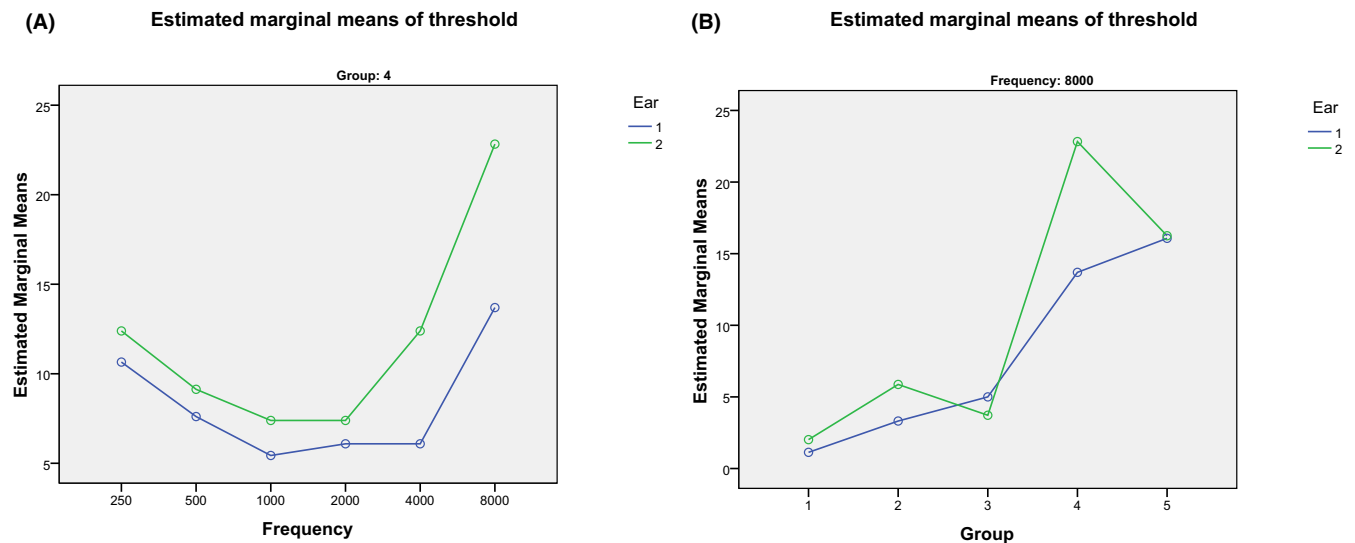 (A) Estimated marginal means of threshold
Group: 4
Ear
1
2
Estimated Marginal Means
25
20
15
10
5
250 500 1000 2000 4000 8000
Frequency
(B) Estimated marginal means of threshold
Frequency: 8000
Ear
1
2
Estimated Marginal Means
25
20
15
10
5
0
1 2 3 4 5
Group